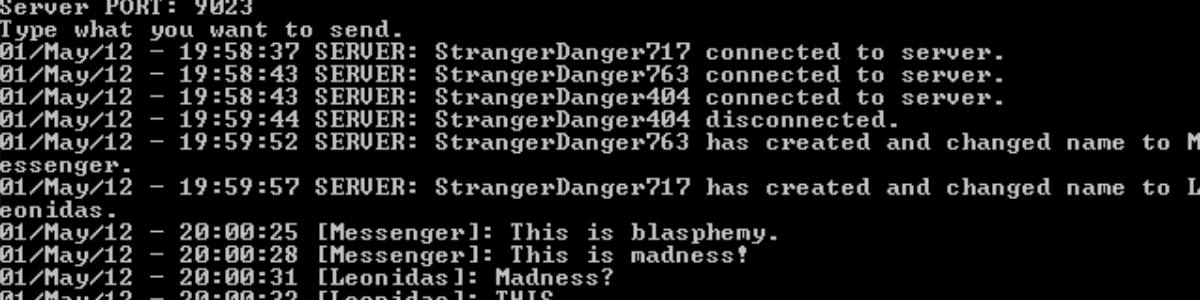 Server PORT: 9023
Type what you want to send.
01/May/12 - 19:58:37 SERVER: StrangerDanger717 connected to server.
01/May/12 - 19:58:43 SERVER: StrangerDanger763 connected to server.
01/May/12 - 19:58:43 SERVER: StrangerDanger404 connected to server.
01/May/12 - 19:59:44 SERVER: StrangerDanger404 disconnected.
01/May/12 - 19:59:52 SERVER: StrangerDanger763 has created and changed name to M
essenger.
01/May/12 - 19:59:57 SERVER: StrangerDanger717 has created and changed name to L
eonidas.
01/May/12 - 20:00:25 [Messenger]: This is blasphemy.
01/May/12 - 20:00:28 [Messenger]: This is madness!
01/May/12 - 20:00:31 [Leonidas]: Madness?
01/May/12 - 20:00:32 [Leonidas]: THIS